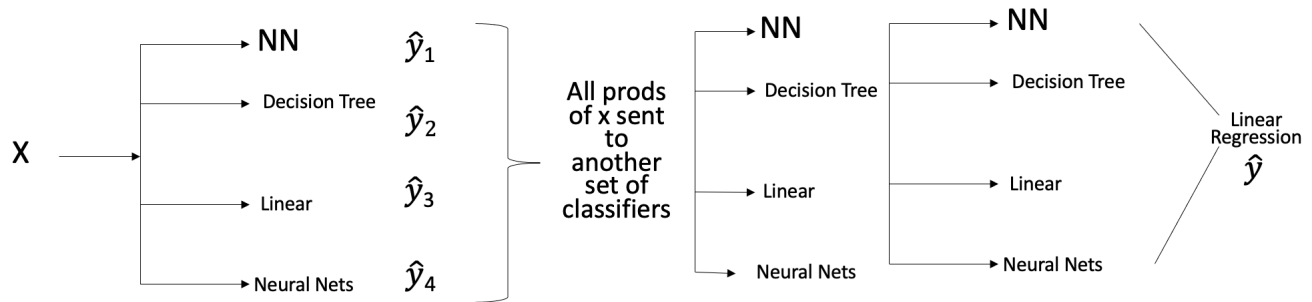 X
NN
Decision Tree
Linear
Neural Nets
ŷ₁
ŷ₂
ŷ₃
ŷ₄
All prods
of x sent
to
another
set of
classifiers
NN
Decision Tree
Linear
Neural Nets
NN
Decision Tree
Linear
Neural Nets
Linear
Regression
ŷ